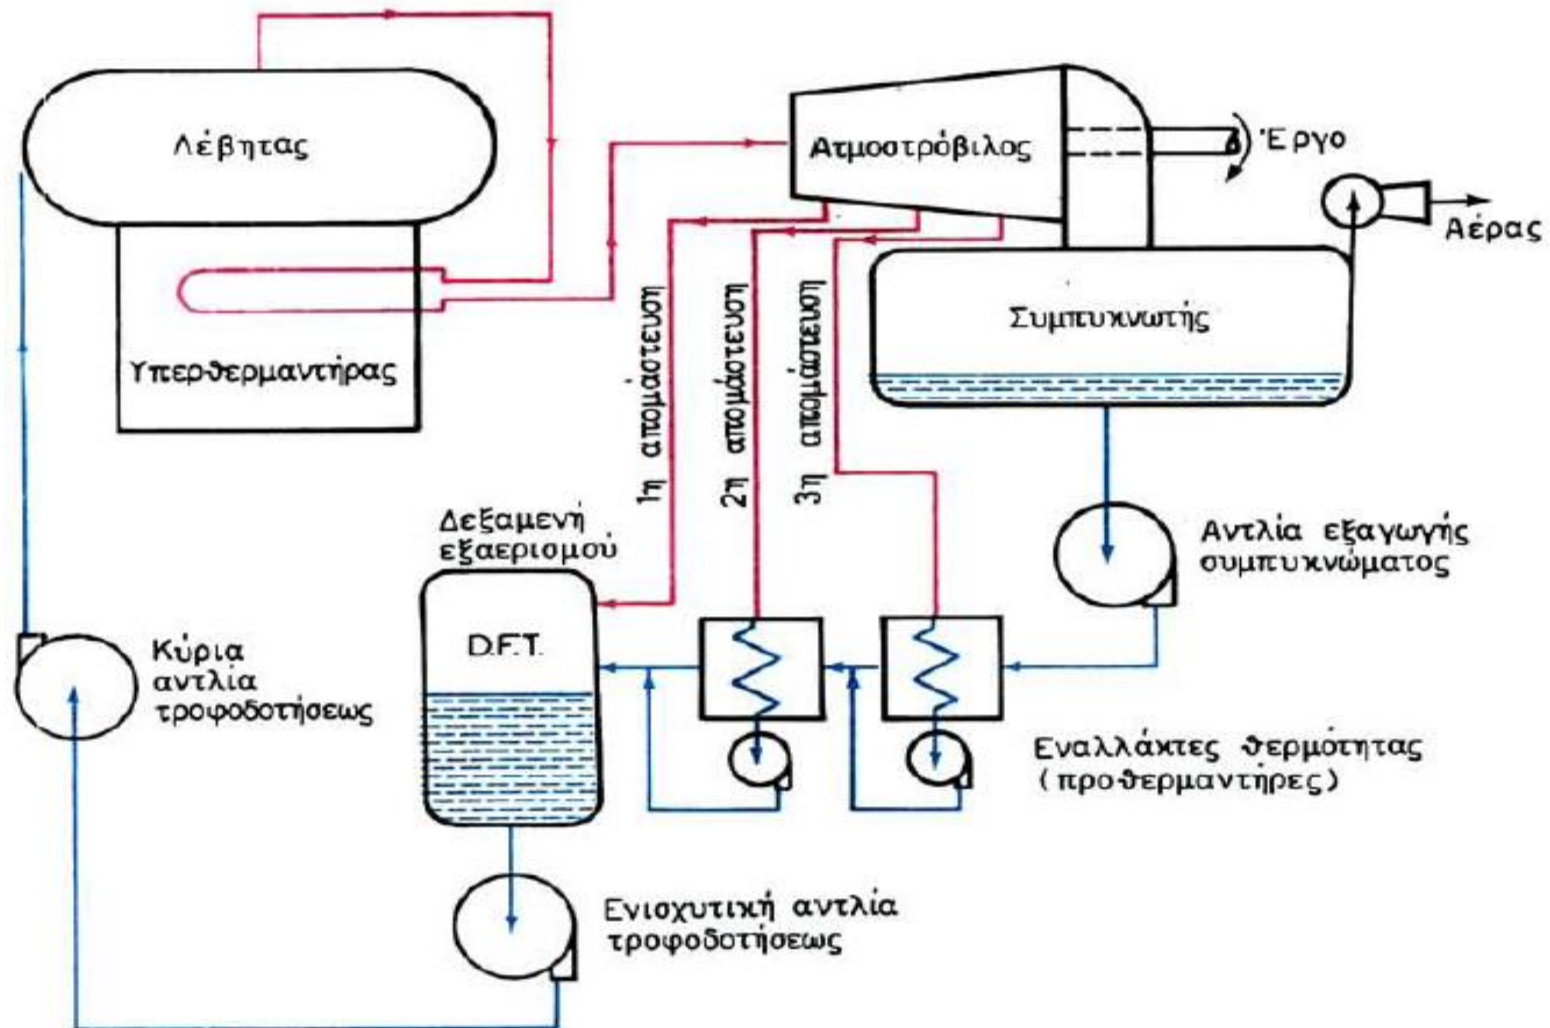 Λέβητας
Υπερθερμαντήρας
Ατμοστρόβιλος
Έργο
Αέρας
Συμπυκνωτής
1η απομάστευση
2η απομάστευση
3η απομάστευση
Δεξαμενή
εξαερισμού
D.F.T.
Αντλία εξαγωγής
συμπυκνώματος
Κύρια
αντλία
τροφοδοτήσεως
Εναλλάκτες θερμότητας
(προθερμαντήρες)
Ενισχυτική αντλία
τροφοδοτήσεως